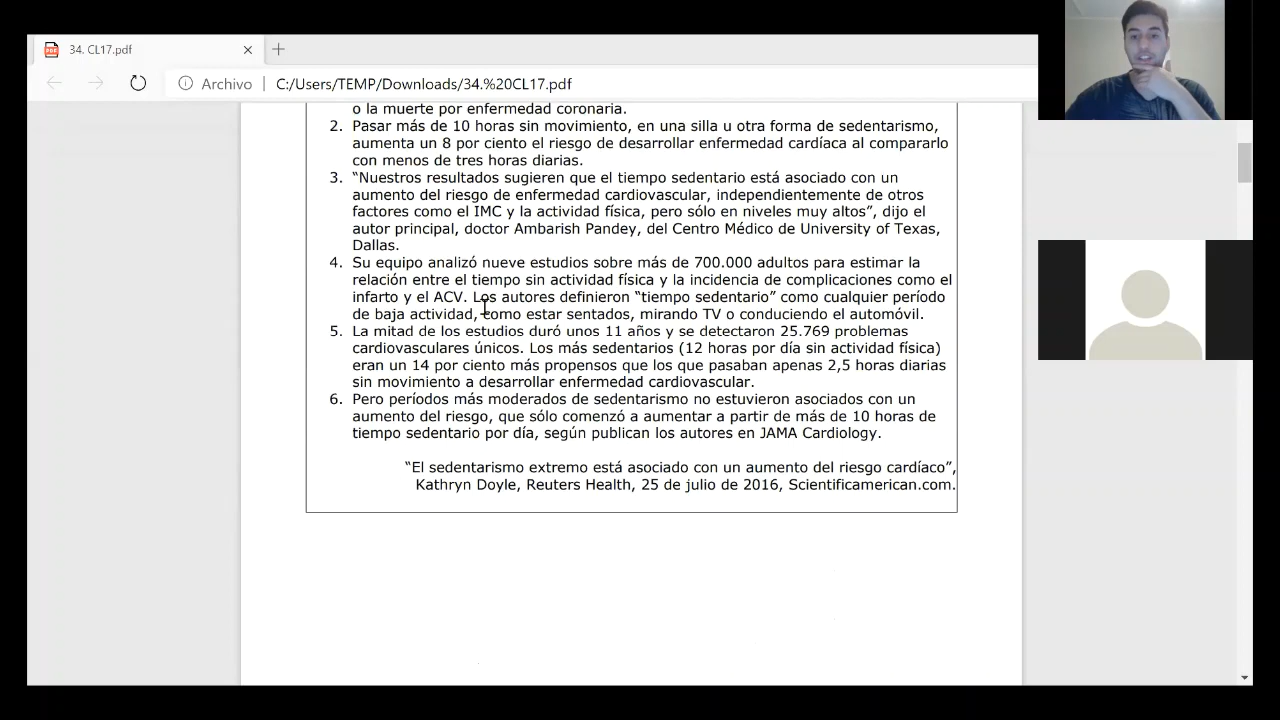 34. CL17.pdf
Archivo | C:/Users/TEMP/Downloads/34.%20CL17.pdf
o la muerte por enfermedad coronaria.
2. Pasar más de 10 horas sin movimiento, en una silla u otra forma de sedentarismo,
aumenta un 8 por ciento el riesgo de desarrollar enfermedad cardíaca al compararlo
con menos de tres horas diarias.
3. “Nuestros resultados sugieren que el tiempo sedentario está asociado con un
aumento del riesgo de enfermedad cardiovascular, independientemente de otros
factores como el IMC y la actividad física, pero sólo en niveles muy altos”, dijo el
autor principal, doctor Ambarish Pandey, del Centro Médico de University of Texas,
Dallas.
4. Su equipo analizó nueve estudios sobre más de 700.000 adultos para estimar la
relación entre el tiempo sin actividad física y la incidencia de complicaciones como el
infarto y el ACV. Los autores definieron “tiempo sedentario” como cualquier período
de baja actividad, como estar sentados, mirando TV o conduciendo el automóvil.
5. La mitad de los estudios duró unos 11 años y se detectaron 25.769 problemas
cardiovasculares únicos. Los más sedentarios (12 horas por día sin actividad física)
eran un 14 por ciento más propensos que los que pasaban apenas 2,5 horas diarias
sin movimiento a desarrollar enfermedad cardiovascular.
6. Pero períodos más moderados de sedentarismo no estuvieron asociados con un
aumento del riesgo, que sólo comenzó a aumentar a partir de más de 10 horas de
tiempo sedentario por día, según publican los autores en JAMA Cardiology.
“El sedentarismo extremo está asociado con un aumento del riesgo cardíaco”,
Kathryn Doyle, Reuters Health, 25 de julio de 2016, Scientificamerican.com.